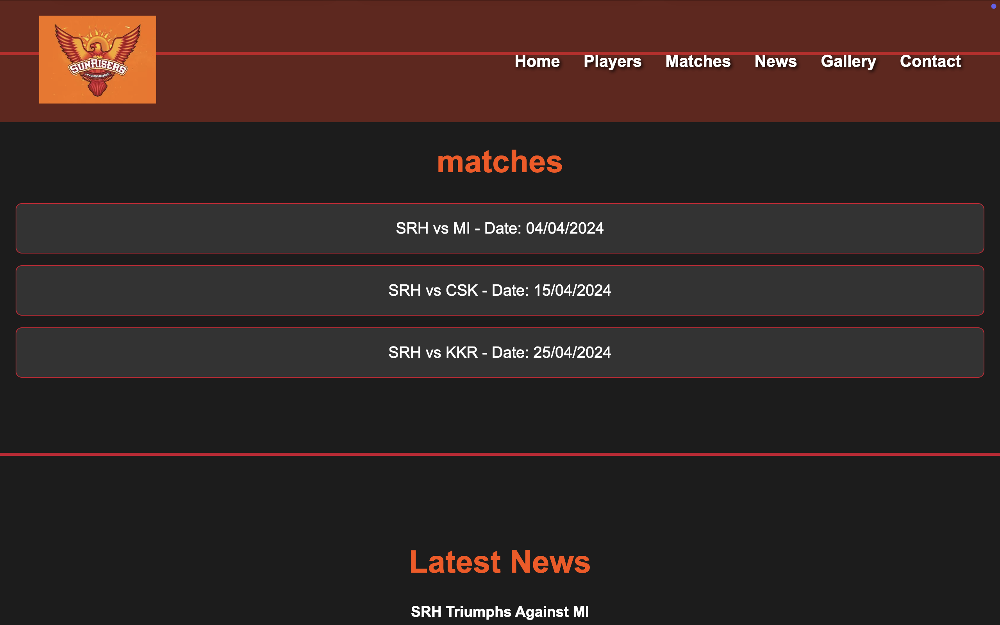 SUNRISERS
HYDERABAD
Home Players Matches News Gallery Contact
matches
SRH vs MI - Date: 04/04/2024
SRH vs CSK - Date: 15/04/2024
SRH vs KKR - Date: 25/04/2024
Latest News
SRH Triumphs Against MI